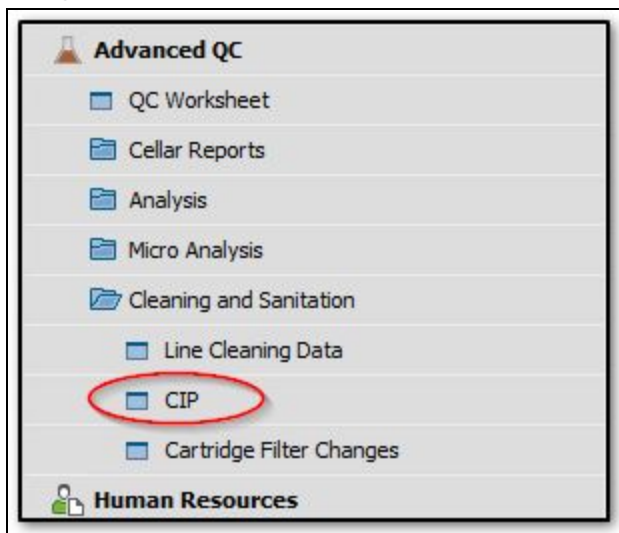 Advanced QC
QC Worksheet
Cellar Reports
Analysis
Micro Analysis
Cleaning and Sanitation
Line Cleaning Data
CIP
Cartridge Filter Changes
Human Resources